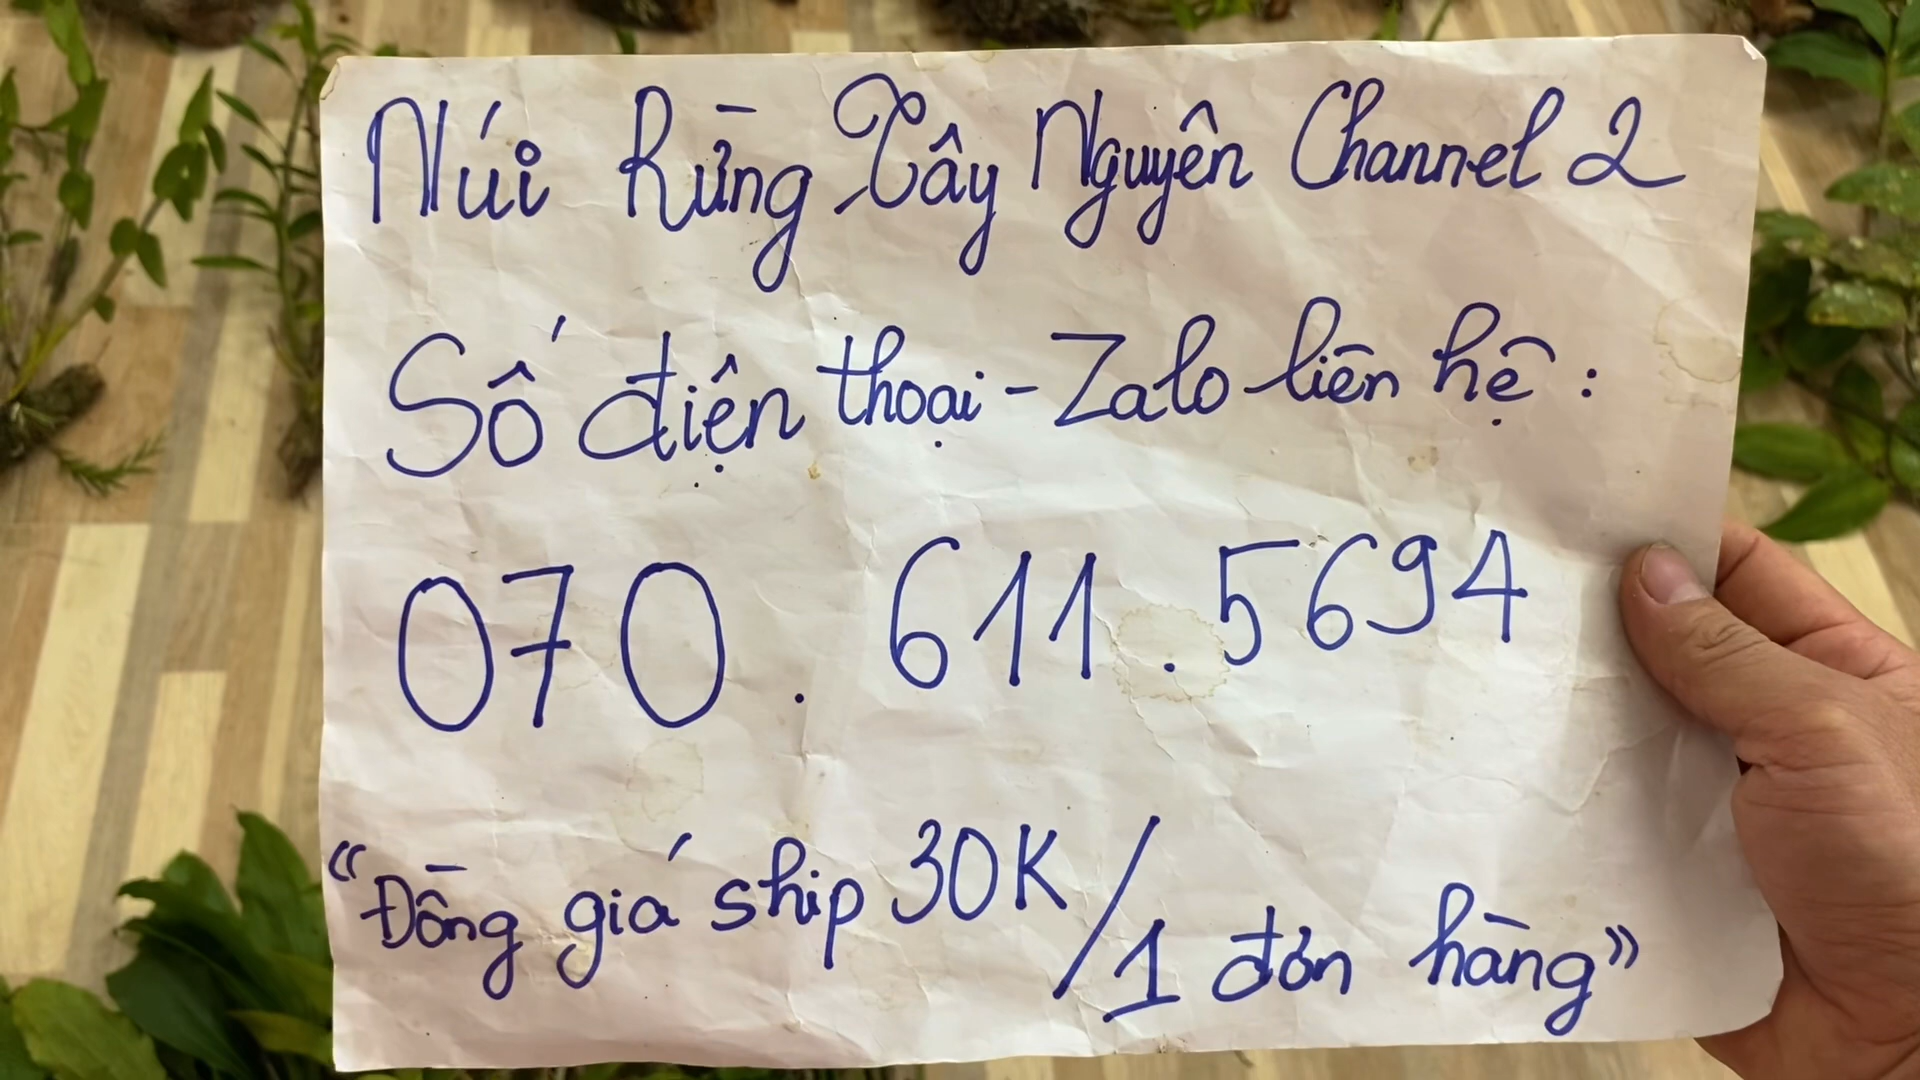 Núi Rừng Tây Nguyên Channel 2
Số điện thoại - Zalo liên hệ :
070 . 611 . 5694
“Đồng giá ship 30K/1 đơn hàng”